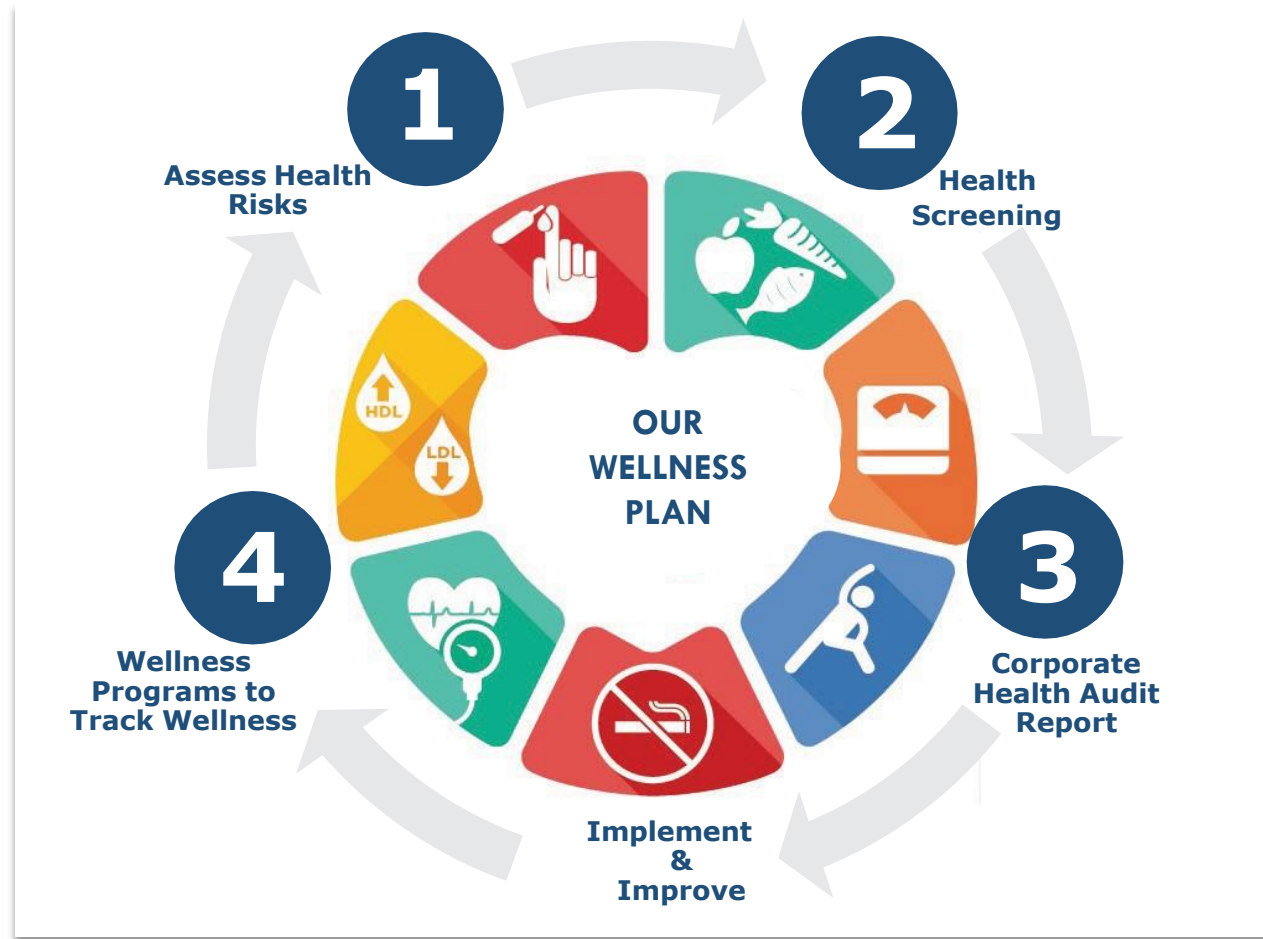 1
Assess Health
Risks
2
Health
Screening
HDL
LDL
OUR
WELLNESS
PLAN
3
Corporate
Health Audit
Report
4
Wellness
Programs to
Track Wellness
Implement
&
Improve